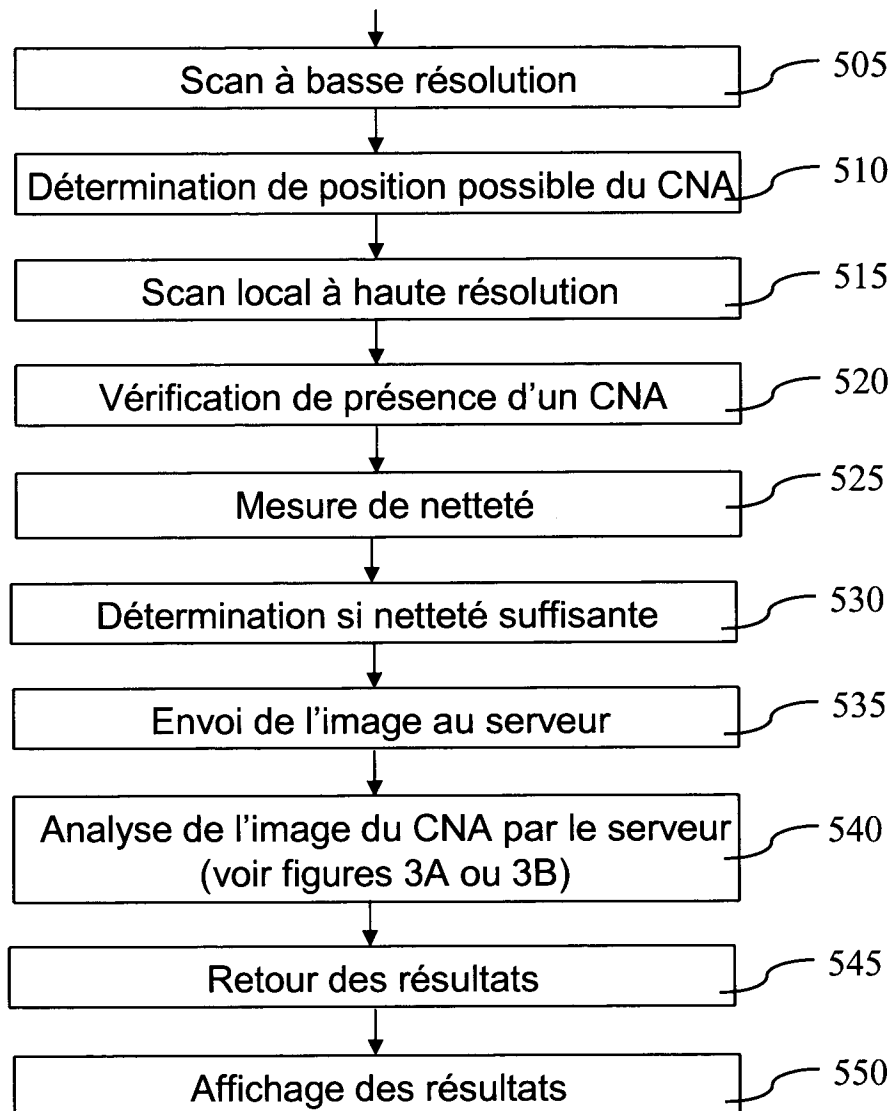 Scan à basse résolution 505
Détermination de position possible du CNA 510
Scan local à haute résolution 515
Vérification de présence d'un CNA 520
Mesure de netteté 525
Détermination si netteté suffisante 530
Envoi de l'image au serveur 535
Analyse de l'image du CNA par le serveur 540
(voir figures 3A ou 3B)
Retour des résultats 545
Affichage des résultats 550